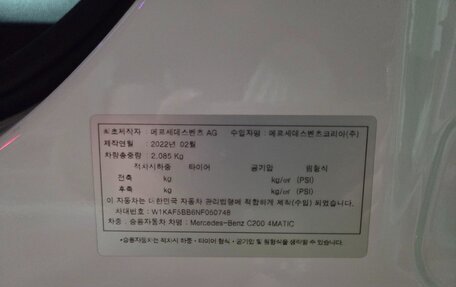 최초제작자 : 메르세데스벤츠 AG 수입자명 : 메르세데스벤츠코리아(주)
제작연월 : 2022년 02월
차량총중량 : 2,085 Kg
적차시하중 타이어 공기압 원형식
전축 kg kg/㎠ (PSI)
후축 kg kg/㎠ (PSI)
이 자동차는 대한민국 자동차 관리법령에 적합하게 제작(수입) 되었습니다.
차대번호 : W1KAF5BB6NF050748
차종 : 승용자동차 차명 : Mercedes-Benz C200 4MATIC
*승용자동차는 적차시 하중·타이어 형식·공기압 및 원형식을 생략할 수 있습니다.